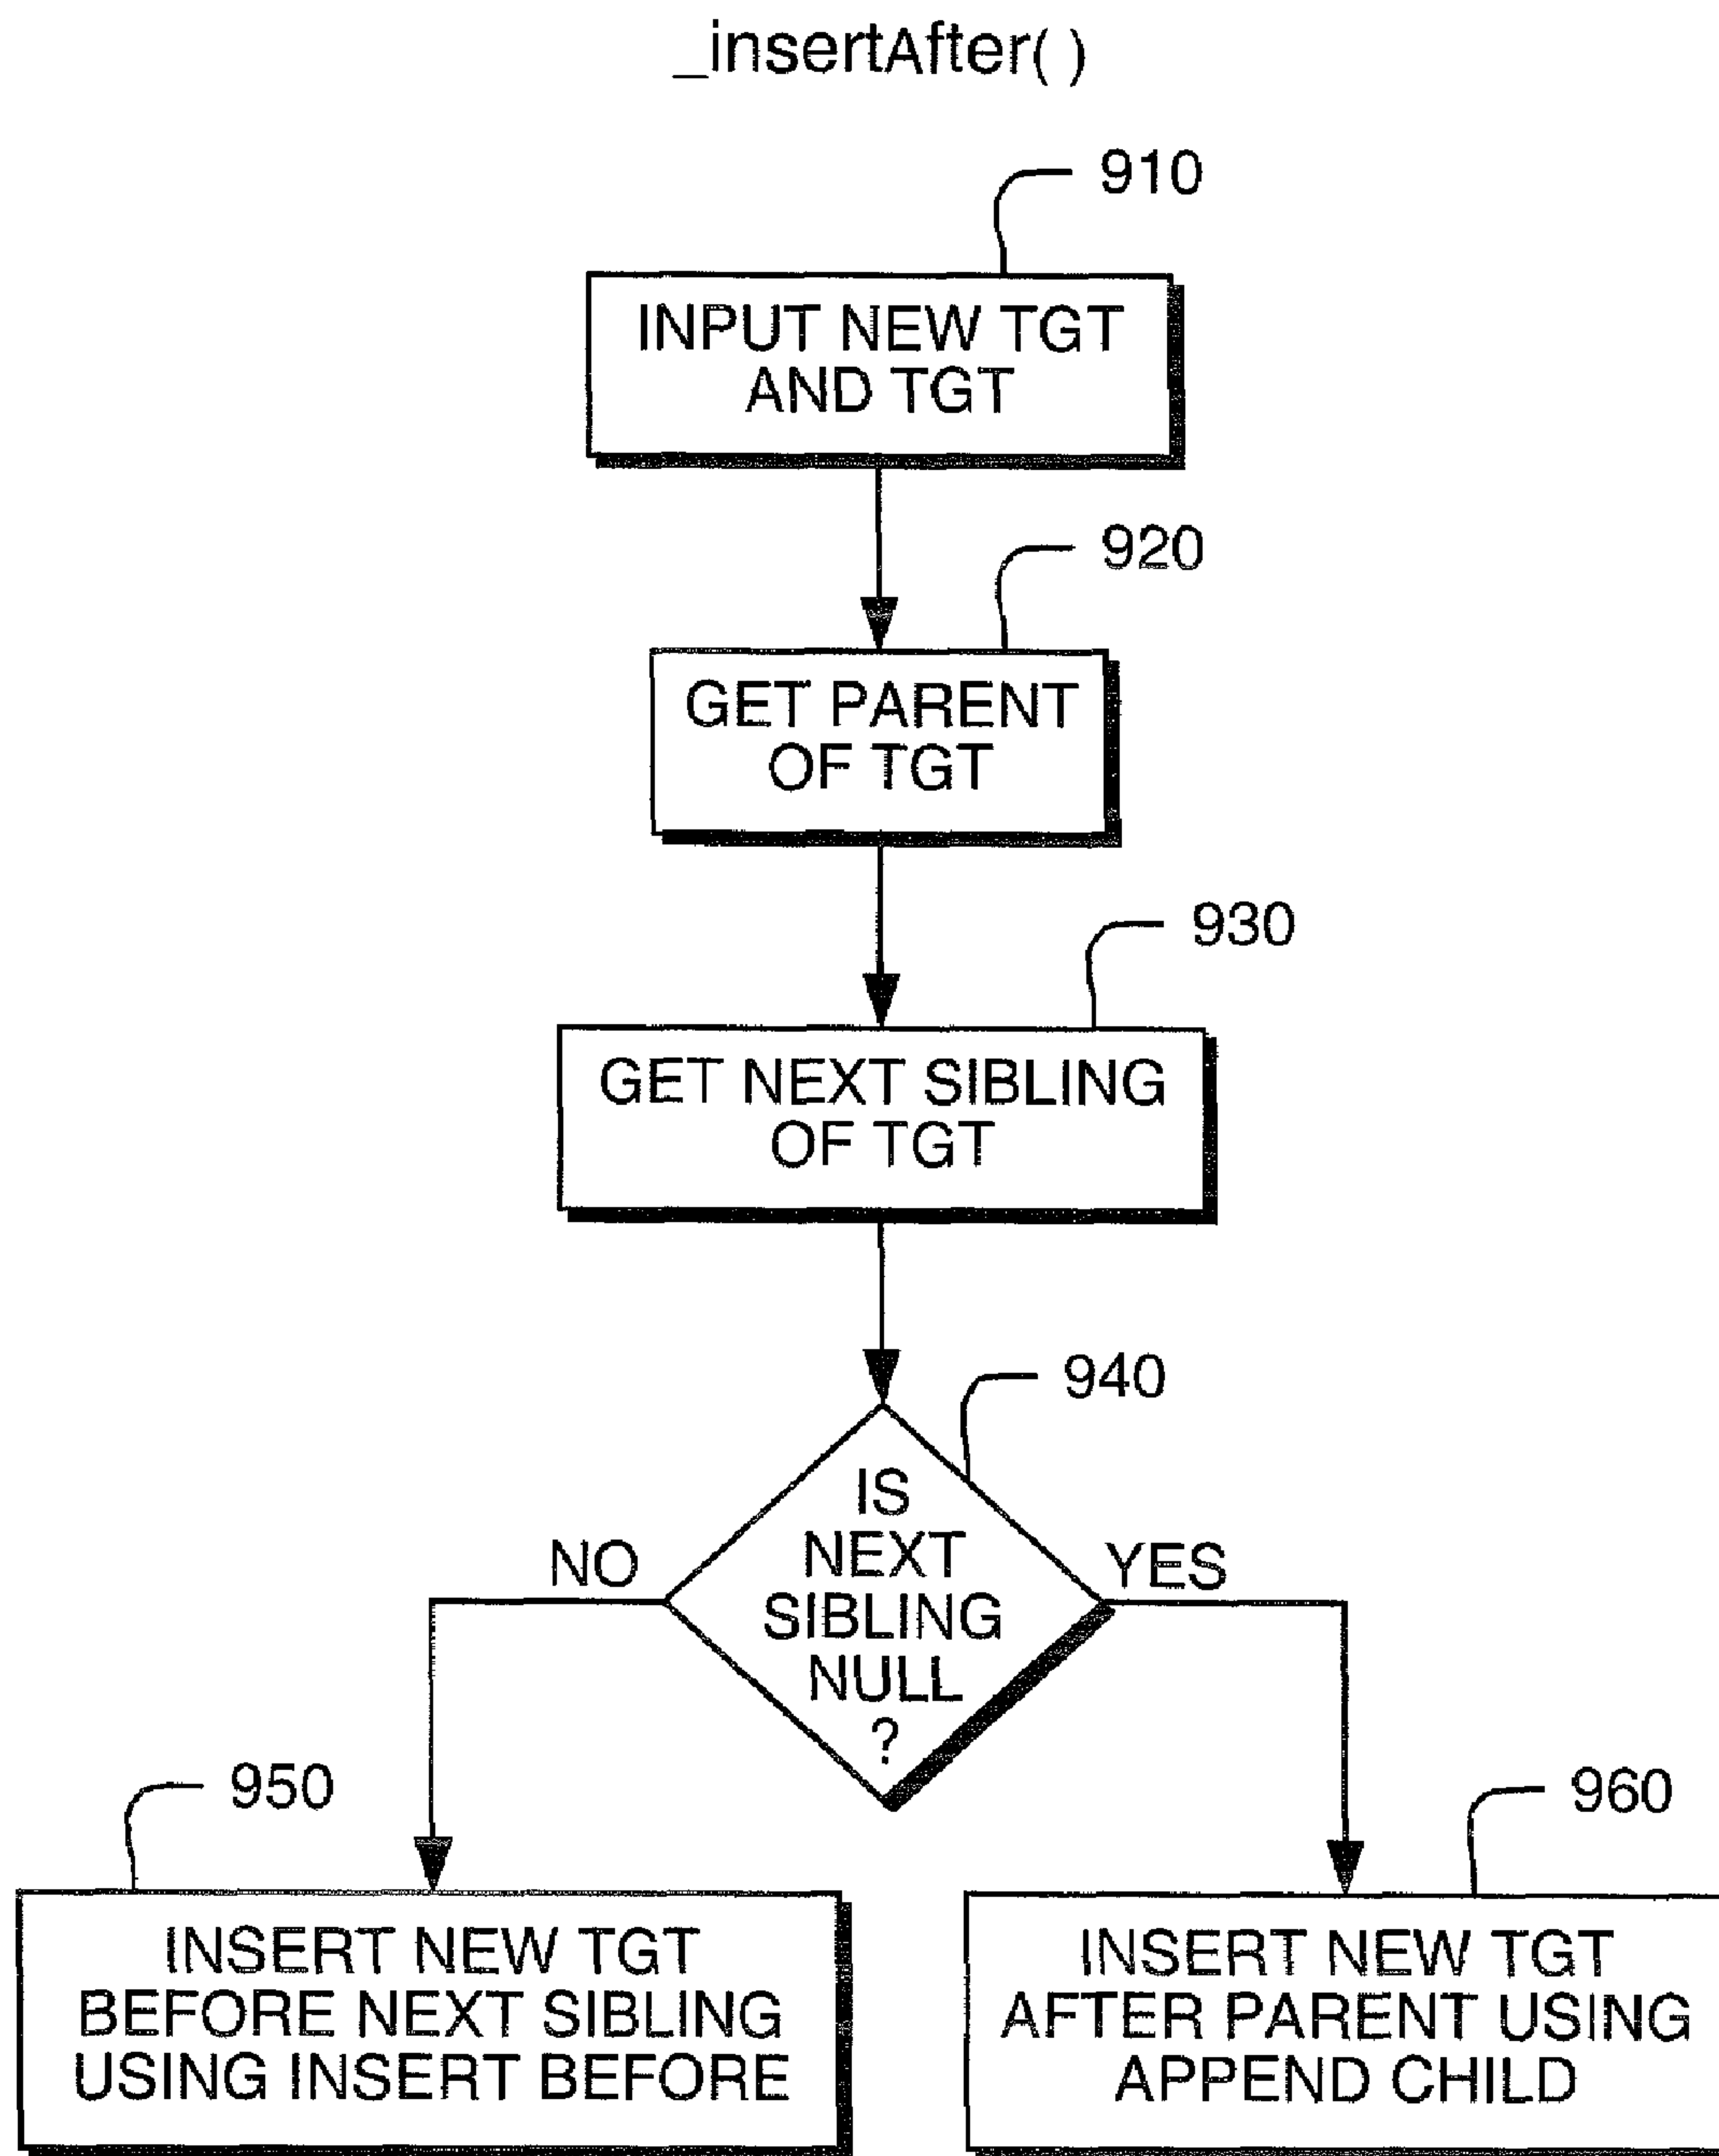 _insertAfter( )
910
INPUT NEW TGT
AND TGT
920
GET PARENT
OF TGT
930
GET NEXT SIBLING
OF TGT
940
IS
NEXT
SIBLING
NULL
?
NO
YES
950
INSERT NEW TGT
BEFORE NEXT SIBLING
USING INSERT BEFORE
960
INSERT NEW TGT
AFTER PARENT USING
APPEND CHILD